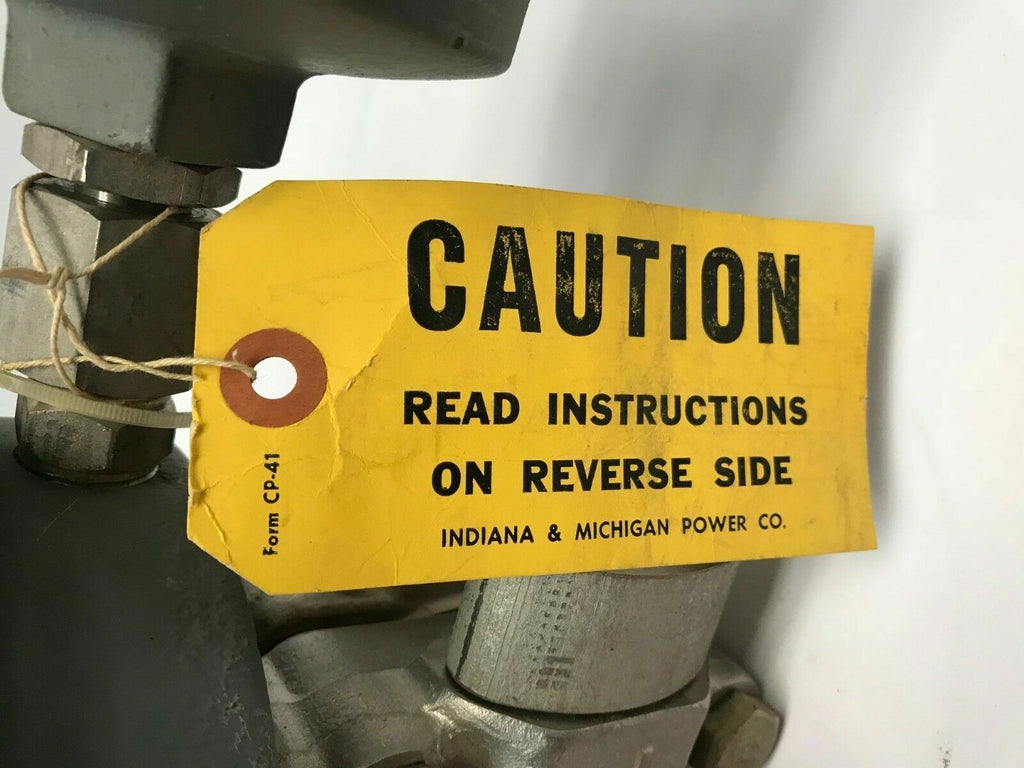 CAUTION
READ INSTRUCTIONS
ON REVERSE SIDE
INDIANA & MICHIGAN POWER CO.
Form CP-41